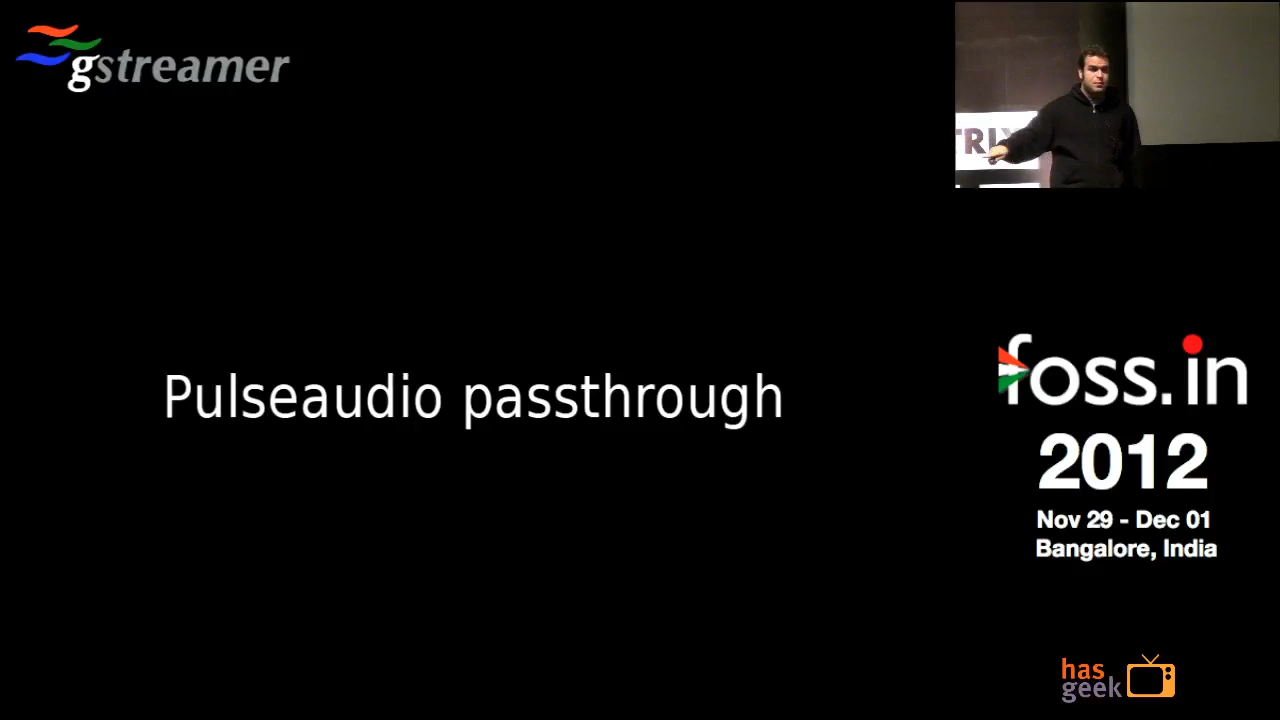 gstreamer
Pulseaudio passthrough
foss.in
2012
Nov 29 - Dec 01
Bangalore, India
has
geek